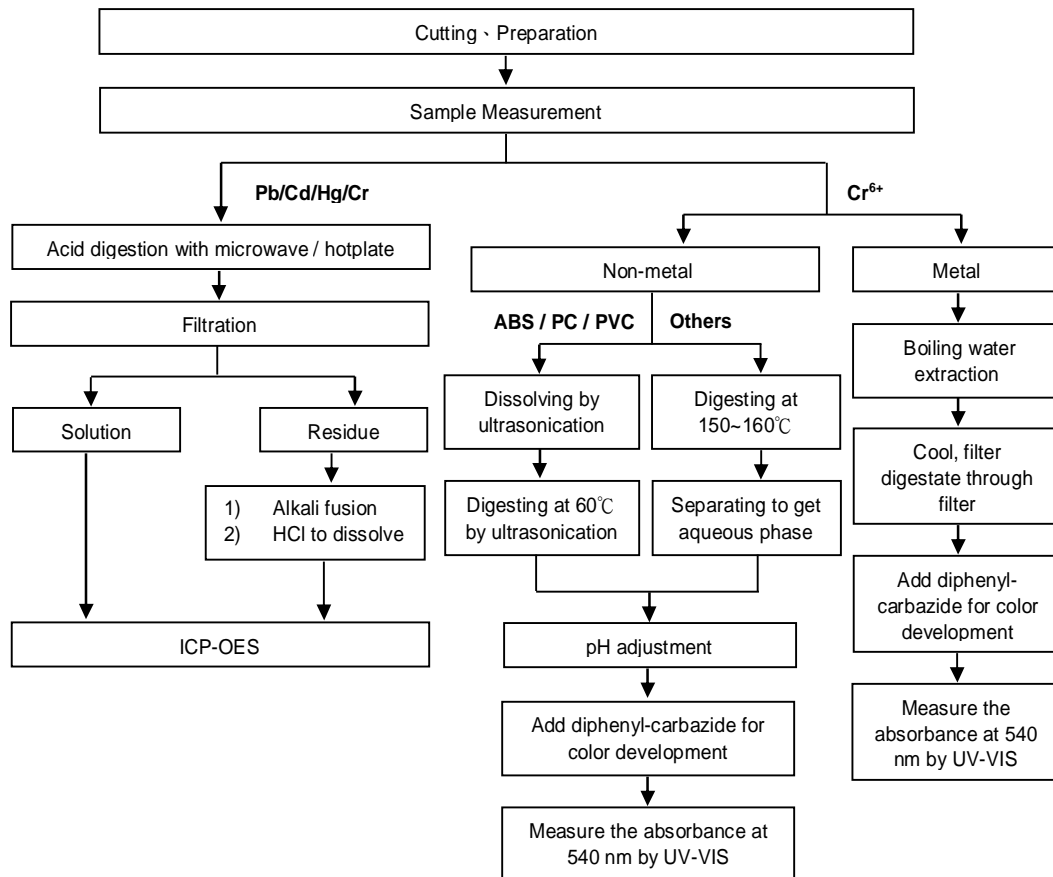 Cutting、Preparation
Sample Measurement
Pb/Cd/Hg/Cr
Cr⁶⁺
Acid digestion with microwave / hotplate
Non-metal
Metal
Filtration
ABS / PC / PVC
Others
Boiling water
extraction
Solution
Residue
Dissolving by
ultrasonication
Digesting at
150~160℃
Cool, filter
digestate through
filter
1) Alkali fusion
2) HCl to dissolve
Digesting at 60℃
by ultrasonication
Separating to get
aqueous phase
Add diphenyl-
carbazide for color
development
ICP-OES
pH adjustment
Measure the
absorbance at 540
nm by UV-VIS
Add diphenyl-carbazide for
color development
Measure the absorbance at
540 nm by UV-VIS